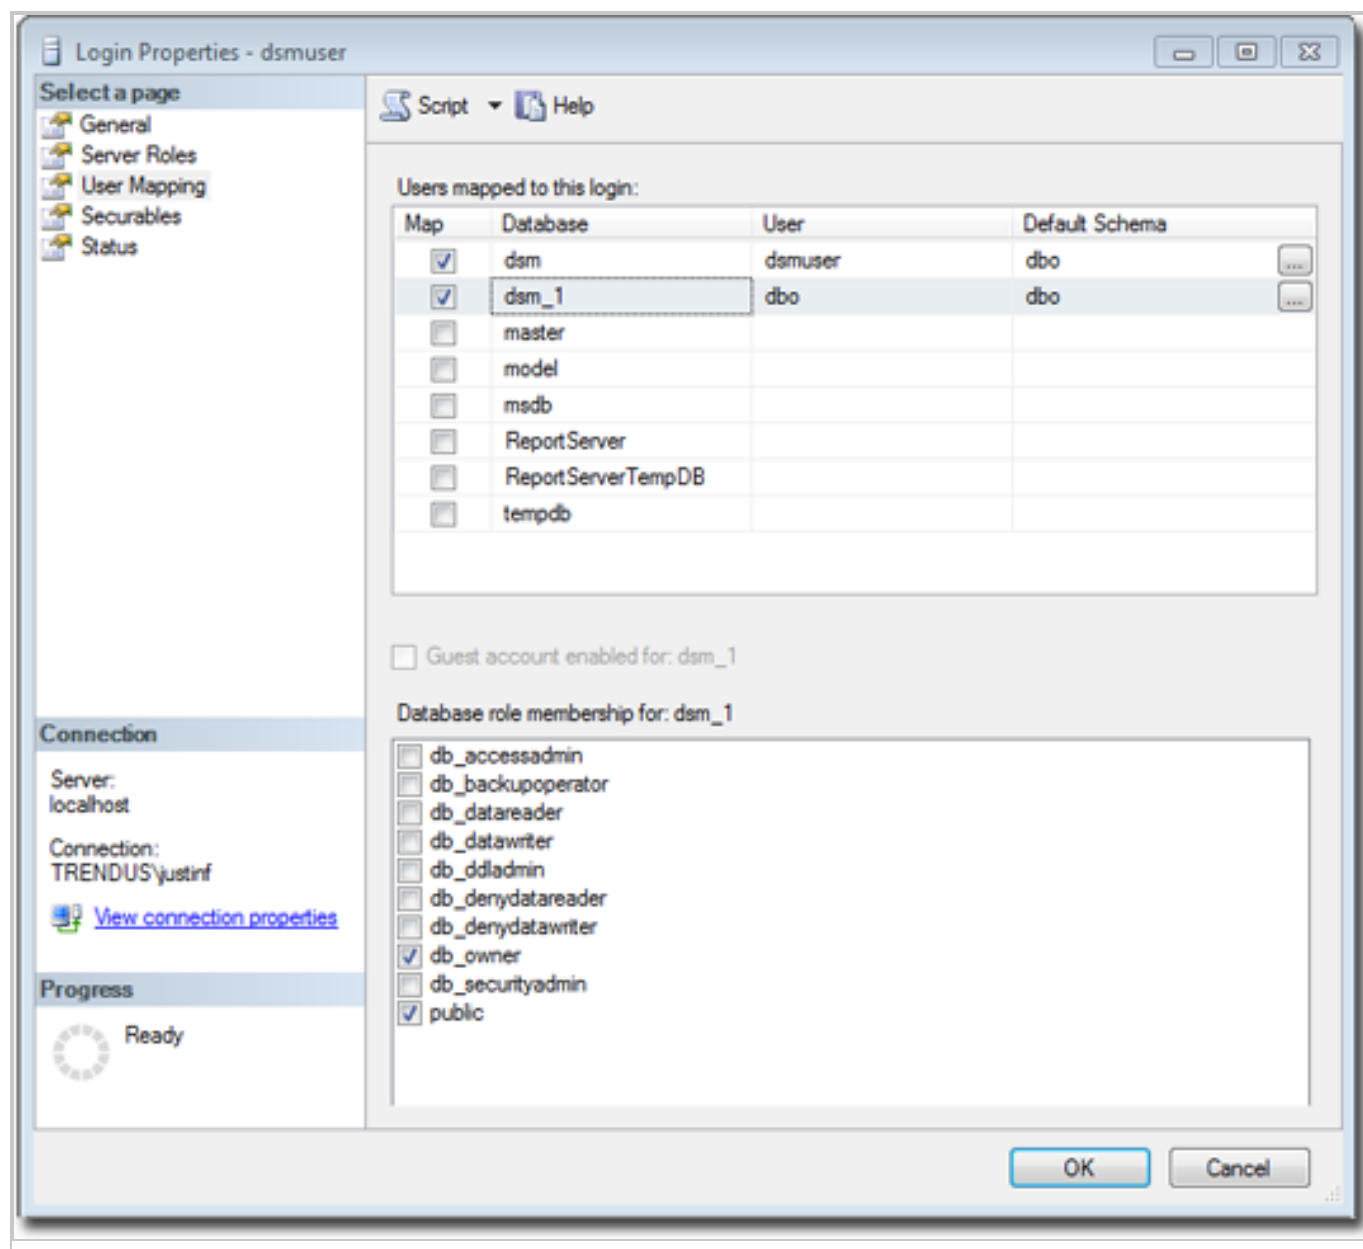 Login Properties - dsmuser
Select a page
General
Server Roles
User Mapping
Securables
Status
Script Help
Users mapped to this login:
Map Database User Default Schema
dsm dsmuser dbo ...
dsm_1 dbo dbo ...
master
model
msdb
ReportServer
ReportServerTempDB
tempdb
Guest account enabled for: dsm_1
Database role membership for: dsm_1
db_accessadmin
db_backupoperator
db_datareader
db_datawriter
db_ddladmin
db_denydatareader
db_denydatawriter
db_owner
db_securityadmin
public
Connection
Server:
localhost
Connection:
TRENDUS\justinf
View connection properties
Progress
Ready
OK Cancel